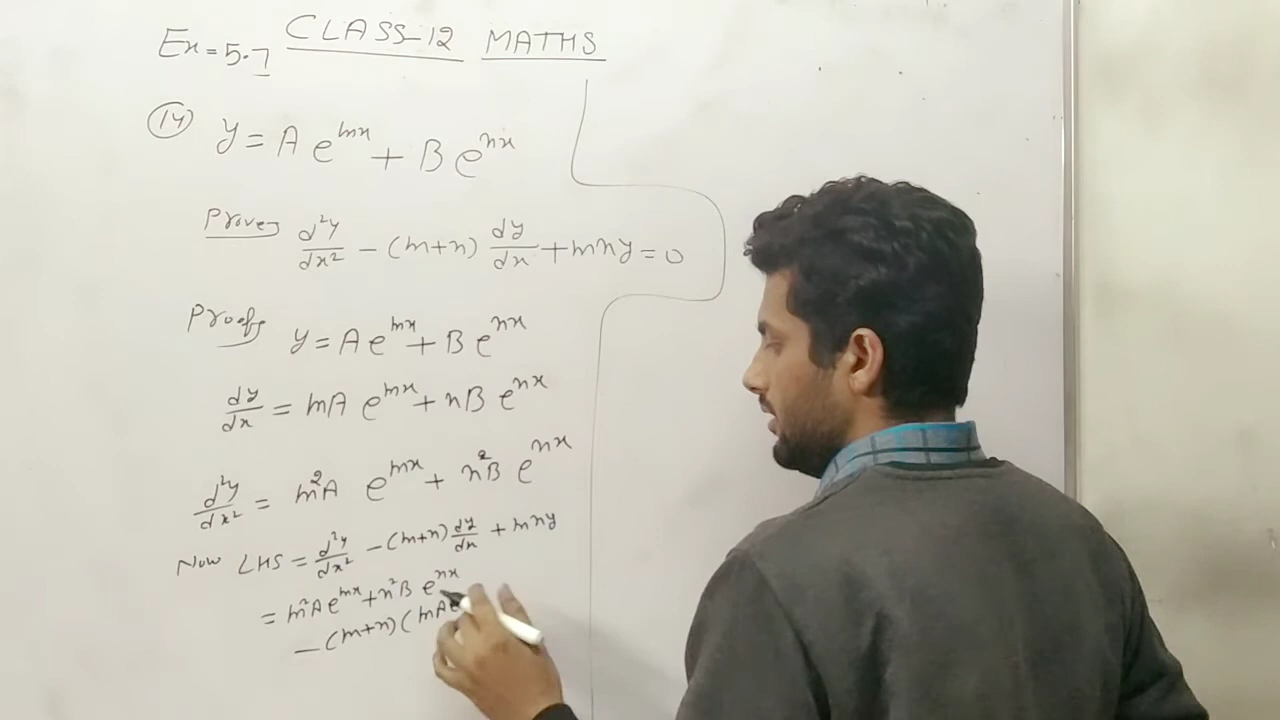 Ex = 5.7 CLASS-12 MATHS
(14) y = A e^{mx} + B e^{nx}
Prove; d²y/dx² - (m+n) dy/dx + mny = 0
Proof; y = A e^{mx} + B e^{nx}
dy/dx = mA e^{mx} + nB e^{nx}
d²y/dx² = m²A e^{mx} + n²B e^{nx}
Now LHS = d²y/dx² - (m+n) dy/dx + mny
= m²A e^{mx} + n²B e^{nx}
- (m+n) (mA e